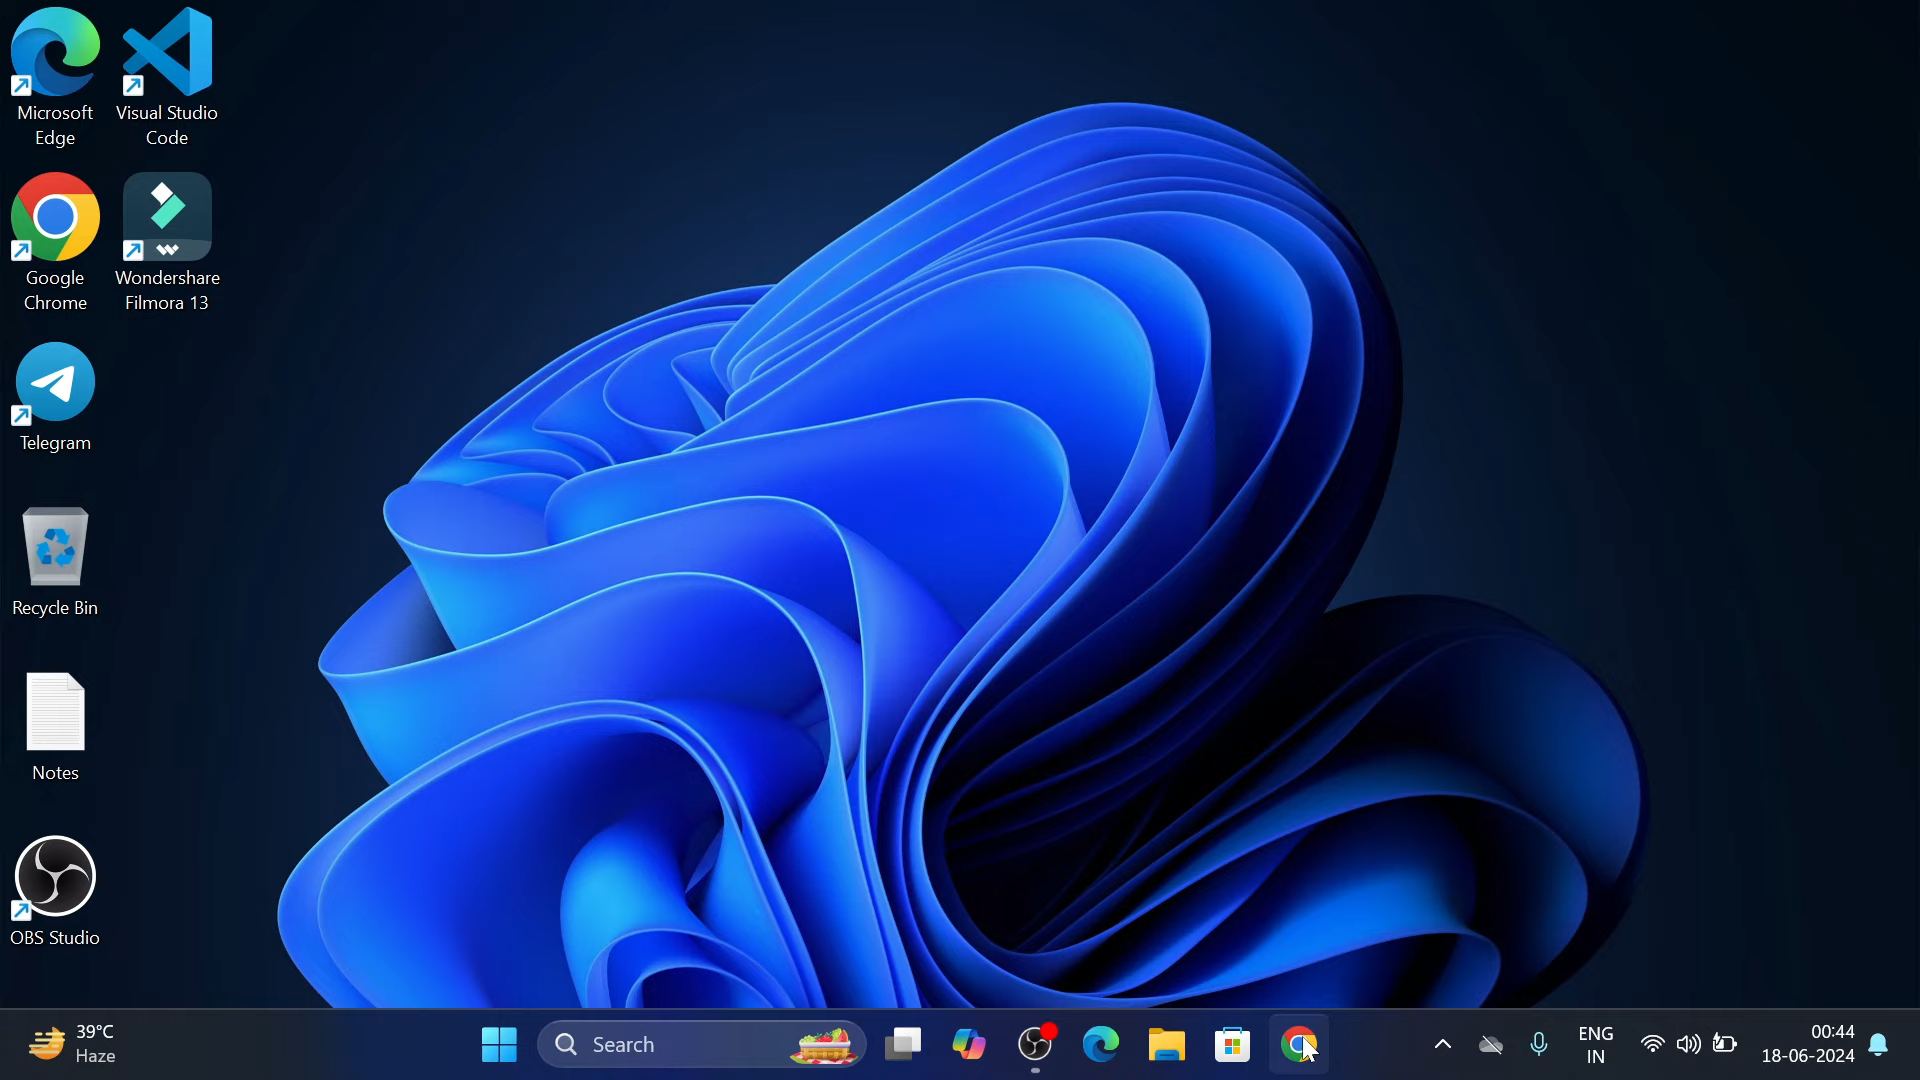 Microsoft
Edge
Visual Studio
Code
Google
Chrome
Wondershare
Filmora 13
Telegram
Recycle Bin
Notes
OBS Studio
39°C
Haze
Search
ENG
IN
00:44
18-06-2024